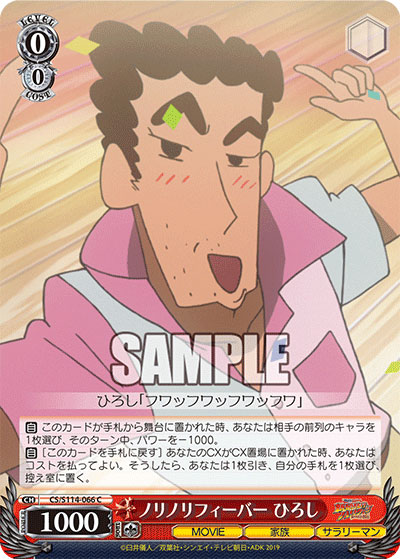 LEVEL
0
0
COST
SAMPLE
ひろし「フワッフワッフワッフワ」
自 このカードが手札から舞台に置かれた時、あなたは相手の前列のキャラを
1枚選び、そのターン中、パワーを−1000。
自 [このカードを手札に戻す] あなたのCXがCX置場に置かれた時、あなたは
コストを払ってよい。そうしたら、あなたは1枚引き、自分の手札を1枚選び、
控え室に置く。
CH CS/S114-066 C
1000
ノリノリフィーバー ひろし
MOVIE 家族 サラリーマン
©臼井儀人/双葉社・シンエイ・テレビ朝日・ADK 2019